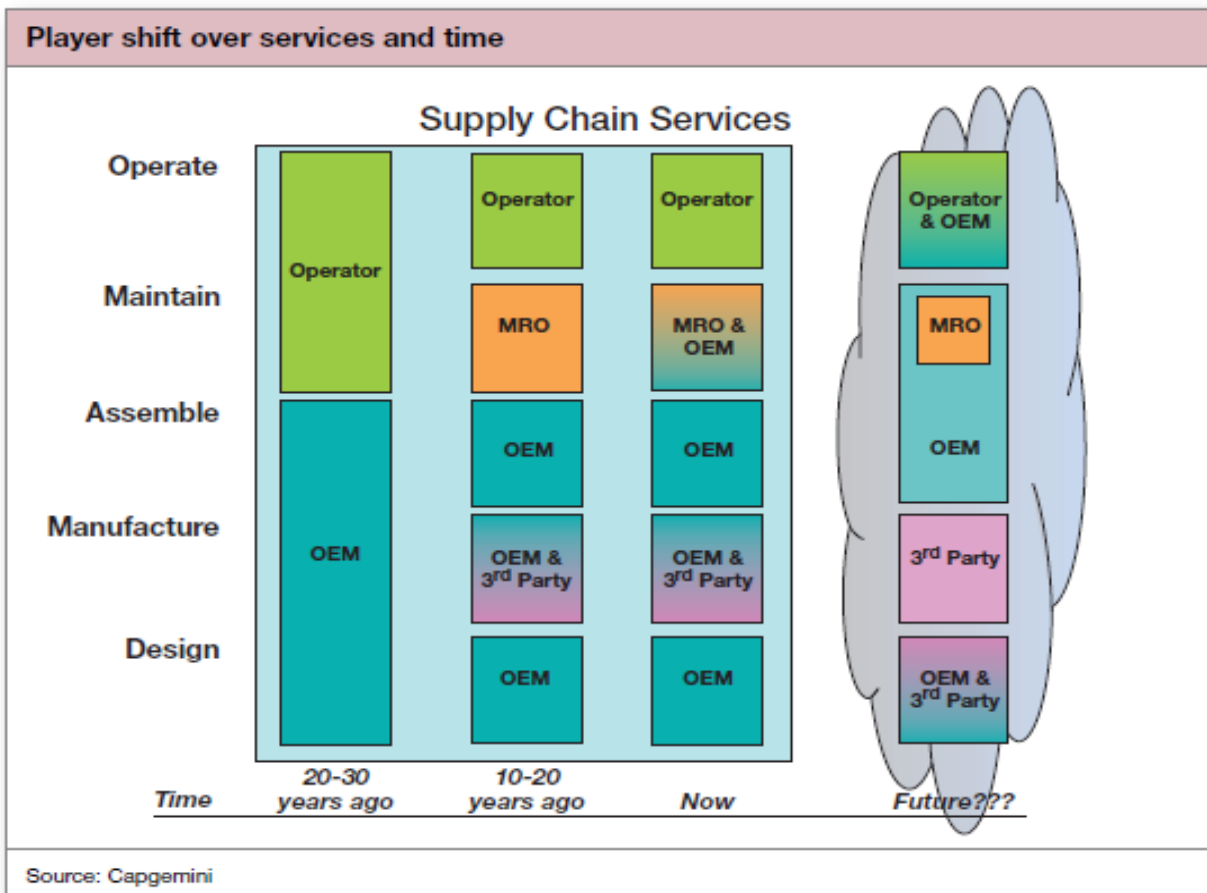 Player shift over services and time
Supply Chain Services
Operate
Maintain
Assemble
Manufacture
Design
Operator
OEM
Operator
MRO
OEM
OEM &
3rd Party
OEM
Operator
MRO &
OEM
OEM
OEM &
3rd Party
OEM
Operator
& OEM
MRO
OEM
3rd Party
OEM &
3rd Party
Time
20-30
years ago
10-20
years ago
Now
Future???
Source: Capgemini